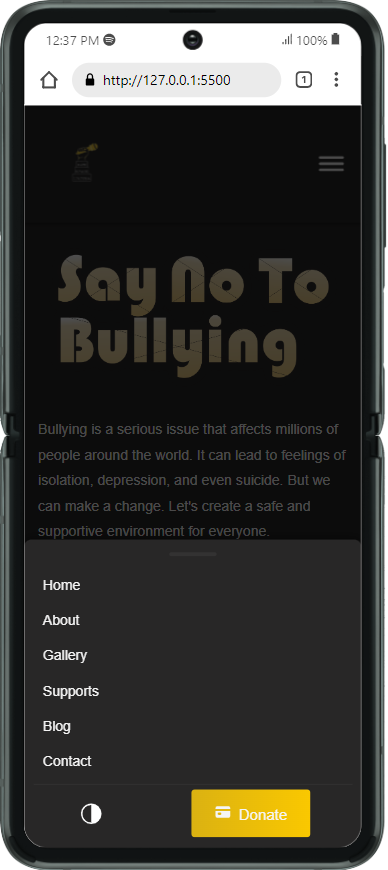 12:37 PM 100%
http://127.0.0.1:5500 1
Say No To
Bullying
Bullying is a serious issue that affects millions of
people around the world. It can lead to feelings of
isolation, depression, and even suicide. But we
can make a change. Let's create a safe and
supportive environment for everyone.
Home
About
Gallery
Supports
Blog
Contact
Donate